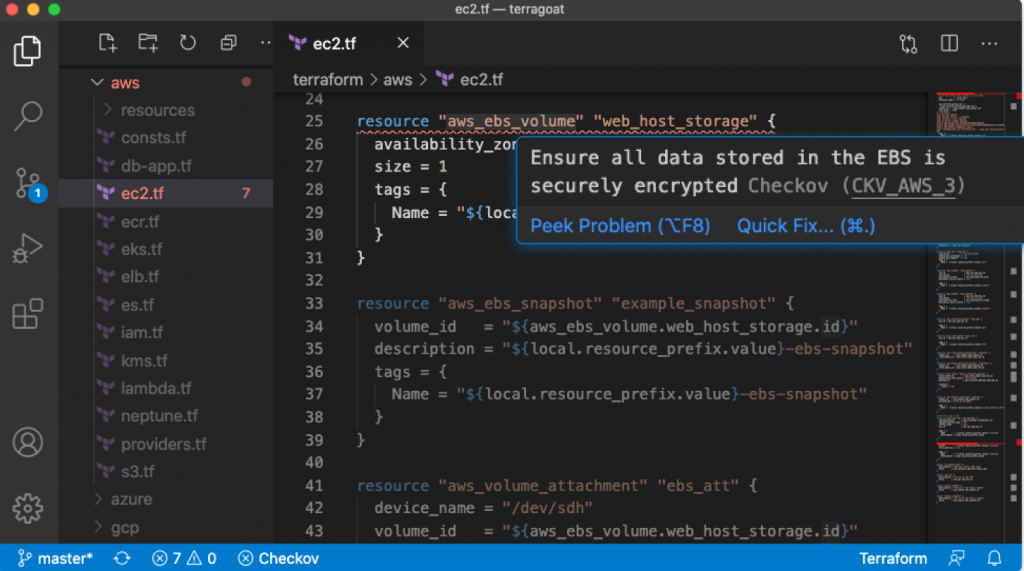 ec2.tf — terragoat
ec2.tf
terraform > aws > ec2.tf
aws
resources
consts.tf
db-app.tf
ec2.tf 7
ecr.tf
eks.tf
elb.tf
es.tf
iam.tf
kms.tf
lambda.tf
neptune.tf
providers.tf
s3.tf
azure
gcp
1
24
25 resource "aws_ebs_volume" "web_host_storage" {
26 availability_zon
27 size = 1
28 tags = {
29 Name = "${loca
30 }
31 }
32
33 resource "aws_ebs_snapshot" "example_snapshot" {
34 volume_id   = "${aws_ebs_volume.web_host_storage.id}"
35 description = "${local.resource_prefix.value}-ebs-snapshot"
36 tags = {
37 Name = "${local.resource_prefix.value}-ebs-snapshot"
38 }
39 }
40
41 resource "aws_volume_attachment" "ebs_att" {
42 device_name = "/dev/sdh"
43 volume_id   = "${aws_ebs_volume.web_host_storage.id}"
Ensure all data stored in the EBS is
securely encrypted Checkov (CKV_AWS_3)
Peek Problem (⌥F8) Quick Fix... (⌘.)
master* 7 0 Checkov Terraform